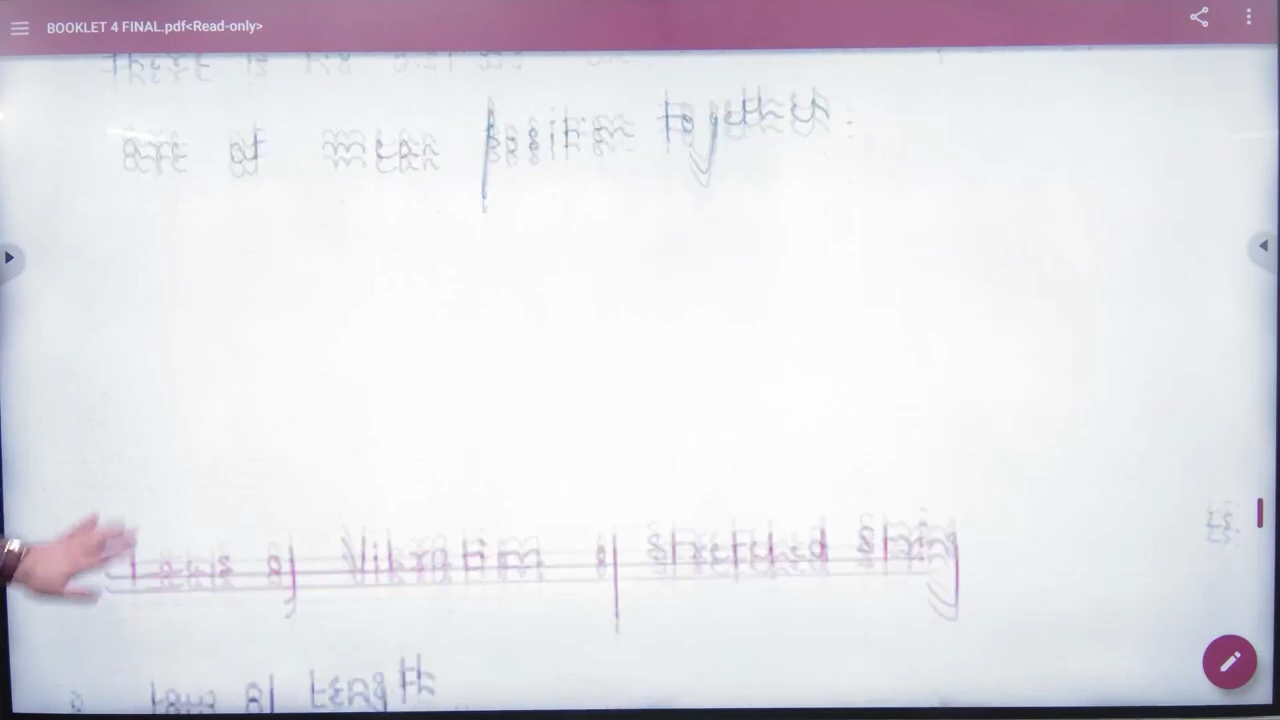 BOOKLET 4 FINAL.pdf<Read-only>
are at mean position together.
Laws of Vibration of Stretched String
Law of Length